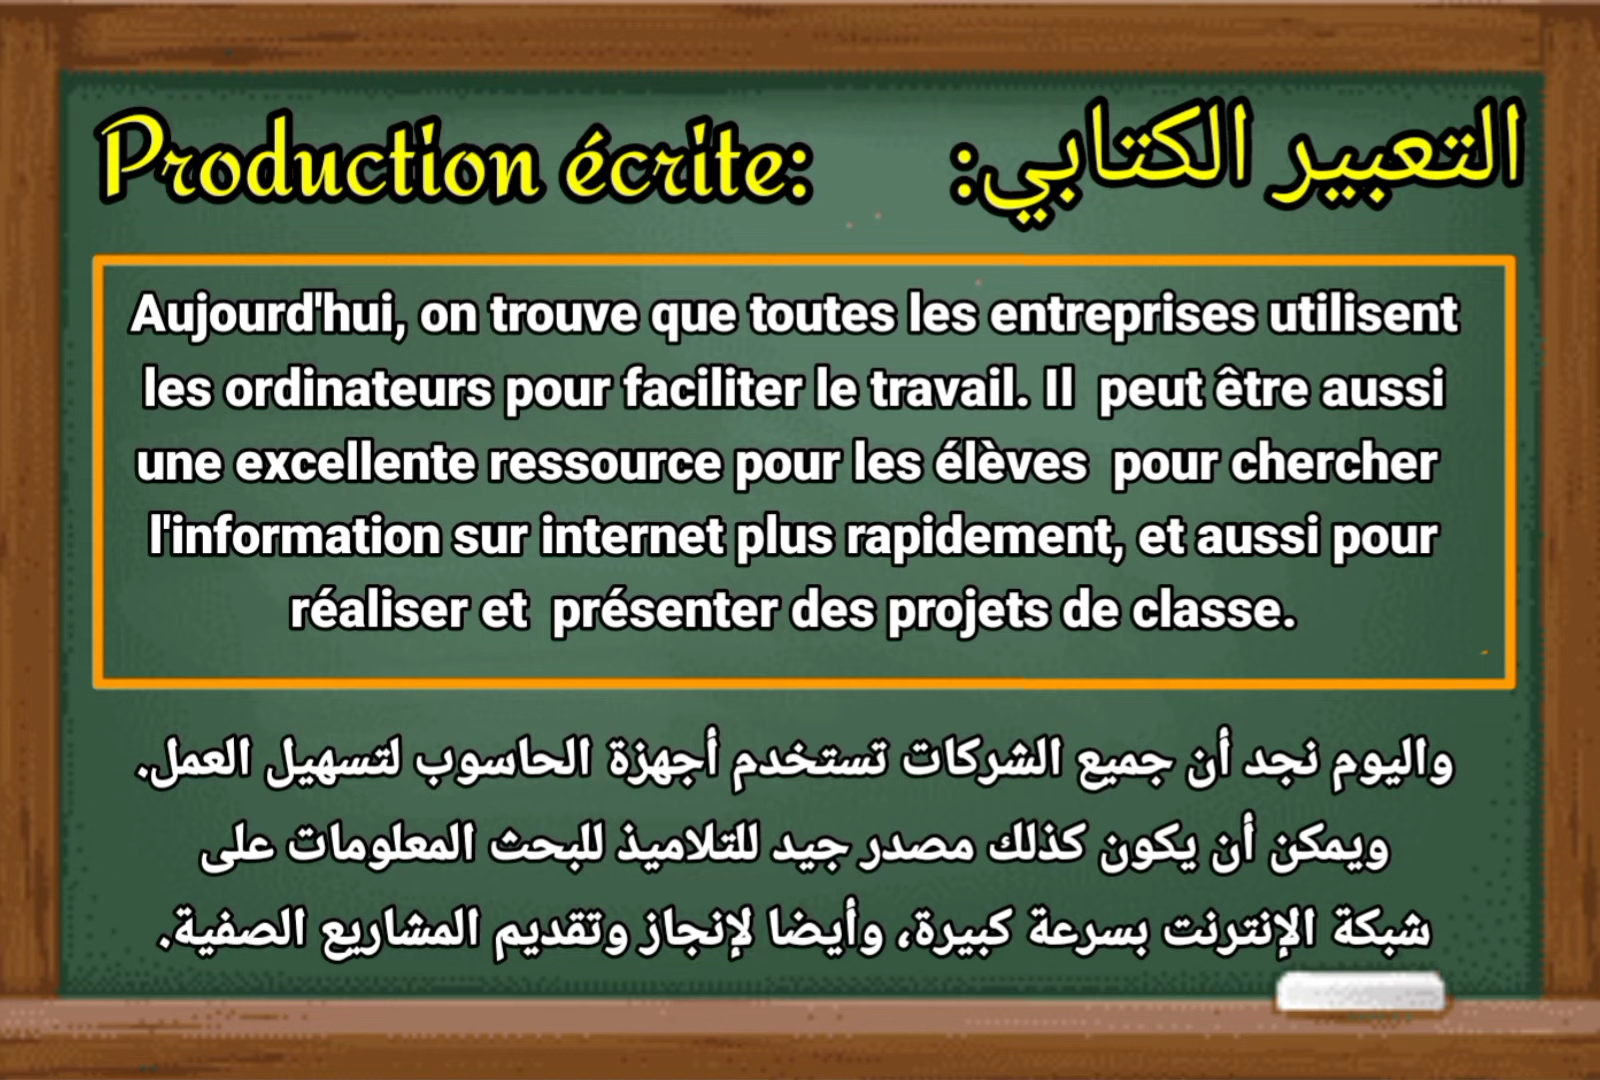 Production écrite:
التعبير الكتابي:
Aujourd'hui, on trouve que toutes les entreprises utilisent
les ordinateurs pour faciliter le travail. Il peut être aussi
une excellente ressource pour les élèves pour chercher
l'information sur internet plus rapidement, et aussi pour
réaliser et présenter des projets de classe.
واليوم نجد أن جميع الشركات تستخدم أجهزة الحاسوب لتسهيل العمل.
ويمكن أن يكون كذلك مصدر جيد للتلاميذ للبحث المعلومات على
شبكة الإنترنت بسرعة كبيرة، وأيضا لإنجاز وتقديم المشاريع الصفية.